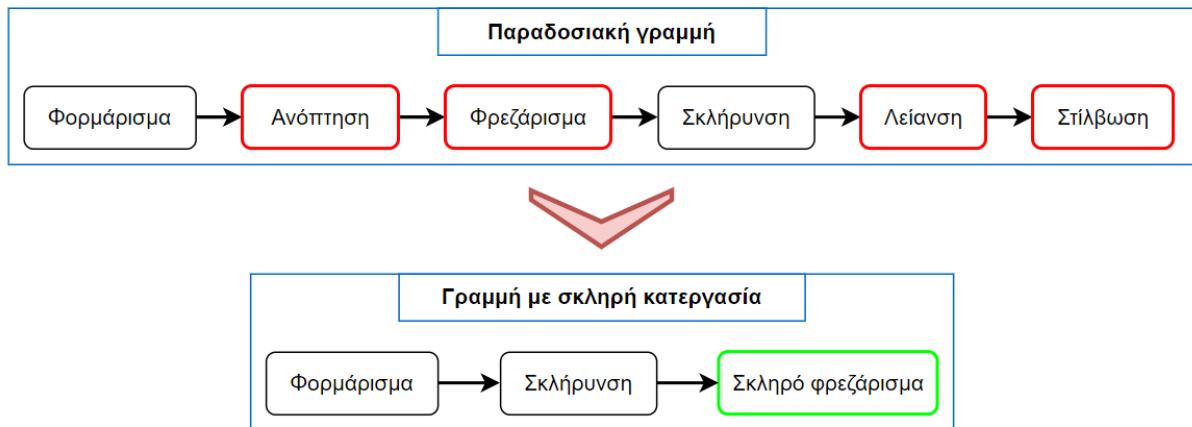 Παραδοσιακή γραμμή
Φορμάρισμα
Ανόπτηση
Φρεζάρισμα
Σκλήρυνση
Λείανση
Στίλβωση
Γραμμή με σκληρή κατεργασία
Φορμάρισμα
Σκλήρυνση
Σκληρό φρεζάρισμα